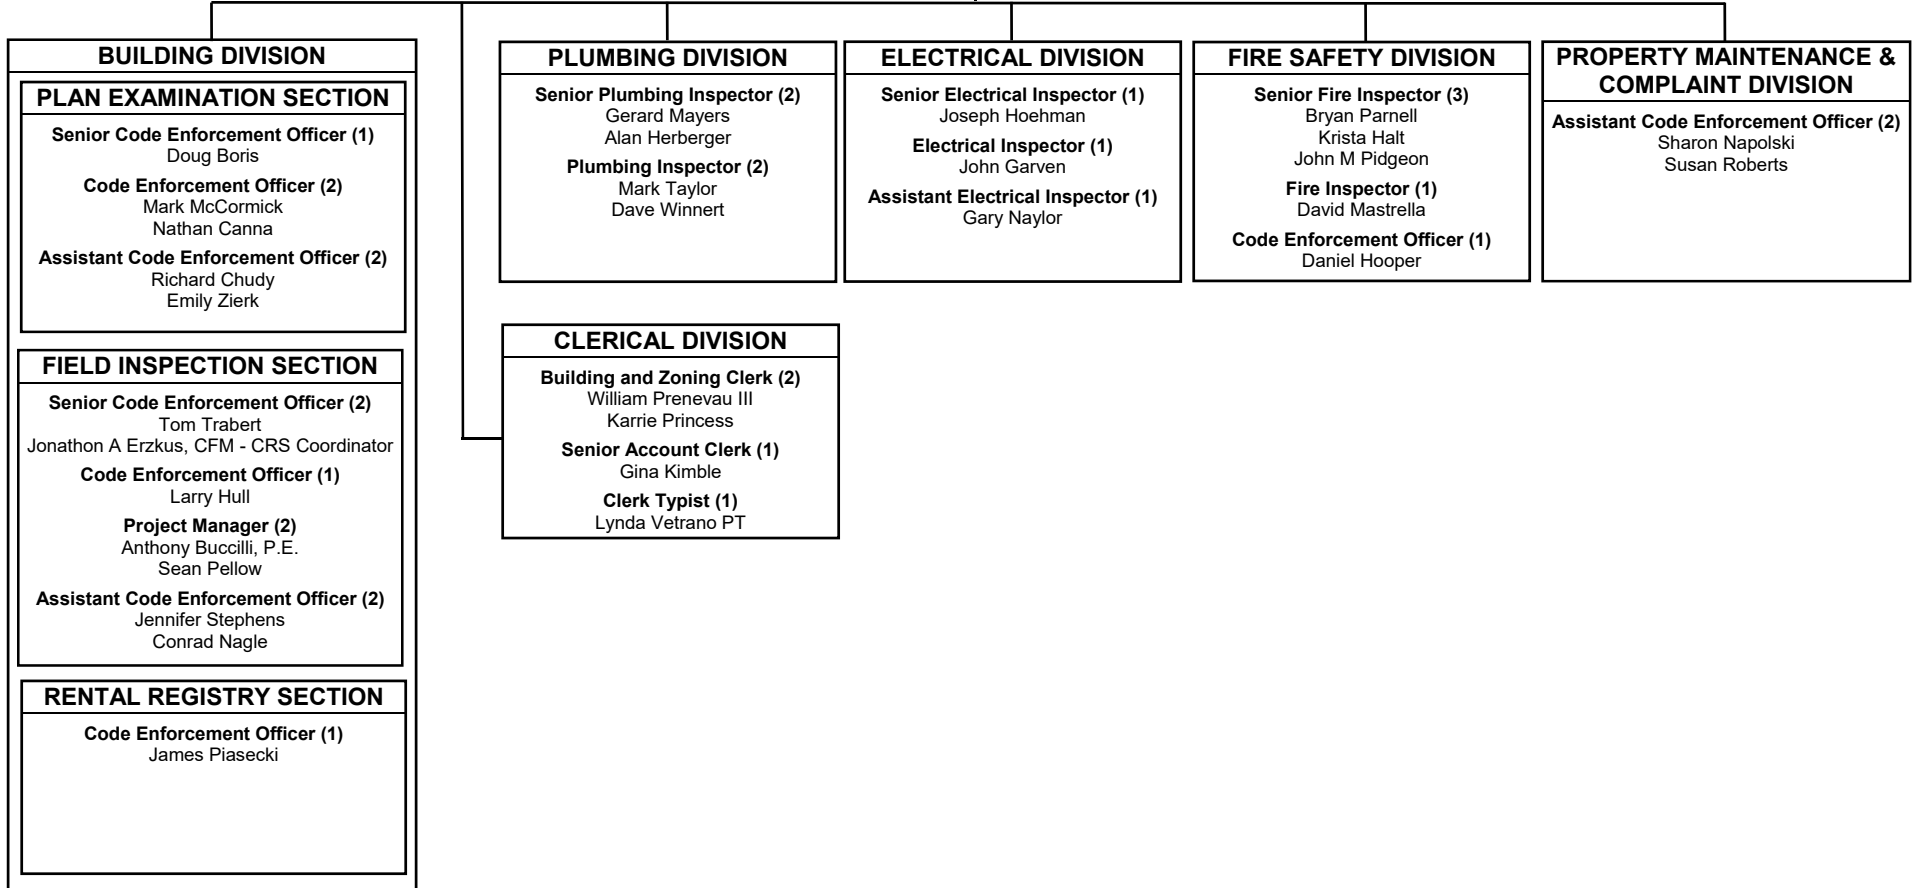 BUILDING DIVISION
PLAN EXAMINATION SECTION
Senior Code Enforcement Officer (1)
Doug Boris
Code Enforcement Officer (2)
Mark McCormick
Nathan Canna
Assistant Code Enforcement Officer (2)
Richard Chudy
Emily Zierk
FIELD INSPECTION SECTION
Senior Code Enforcement Officer (2)
Tom Trabert
Jonathon A Erzkus, CFM - CRS Coordinator
Code Enforcement Officer (1)
Larry Hull
Project Manager (2)
Anthony Buccilli, P.E.
Sean Pellow
Assistant Code Enforcement Officer (2)
Jennifer Stephens
Conrad Nagle
RENTAL REGISTRY SECTION
Code Enforcement Officer (1)
James Piasecki
PLUMBING DIVISION
Senior Plumbing Inspector (2)
Gerard Mayers
Alan Herberger
Plumbing Inspector (2)
Mark Taylor
Dave Winnert
CLERICAL DIVISION
Building and Zoning Clerk (2)
William Prenevau III
Karrie Princess
Senior Account Clerk (1)
Gina Kimble
Clerk Typist (1)
Lynda Vetrano PT
ELECTRICAL DIVISION
Senior Electrical Inspector (1)
Joseph Hoehman
Electrical Inspector (1)
John Garven
Assistant Electrical Inspector (1)
Gary Naylor
FIRE SAFETY DIVISION
Senior Fire Inspector (3)
Bryan Parnell
Krista Halt
John M Pidgeon
Fire Inspector (1)
David Mastrella
Code Enforcement Officer (1)
Daniel Hooper
PROPERTY MAINTENANCE &
COMPLAINT DIVISION
Assistant Code Enforcement Officer (2)
Sharon Napolski
Susan Roberts